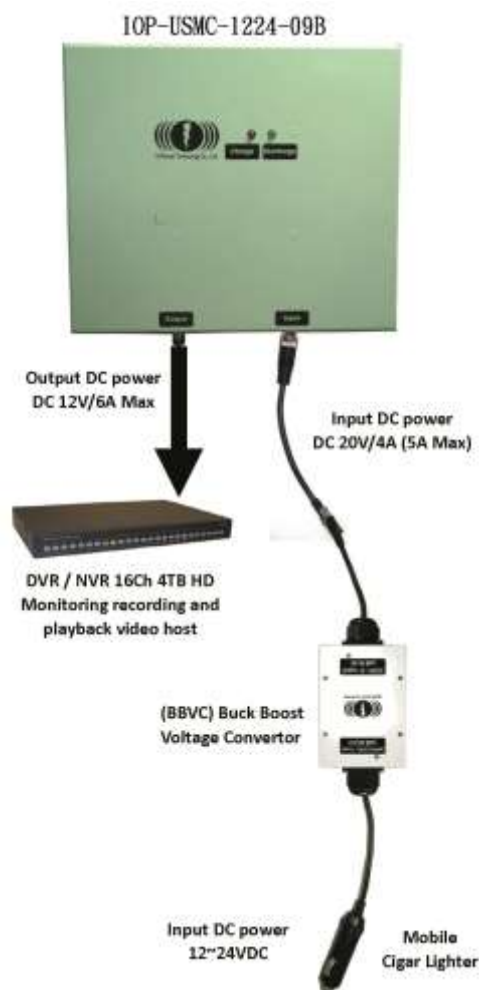 IOP-USMC-1224-09B
Output
Input
Output DC power
DC 12V/6A Max
Input DC power
DC 20V/4A (5A Max)
DVR / NVR 16Ch 4TB HD
Monitoring recording and
playback video host
(BBVC) Buck Boost
Voltage Convertor
Input DC power
12~24VDC
Mobile
Cigar Lighter